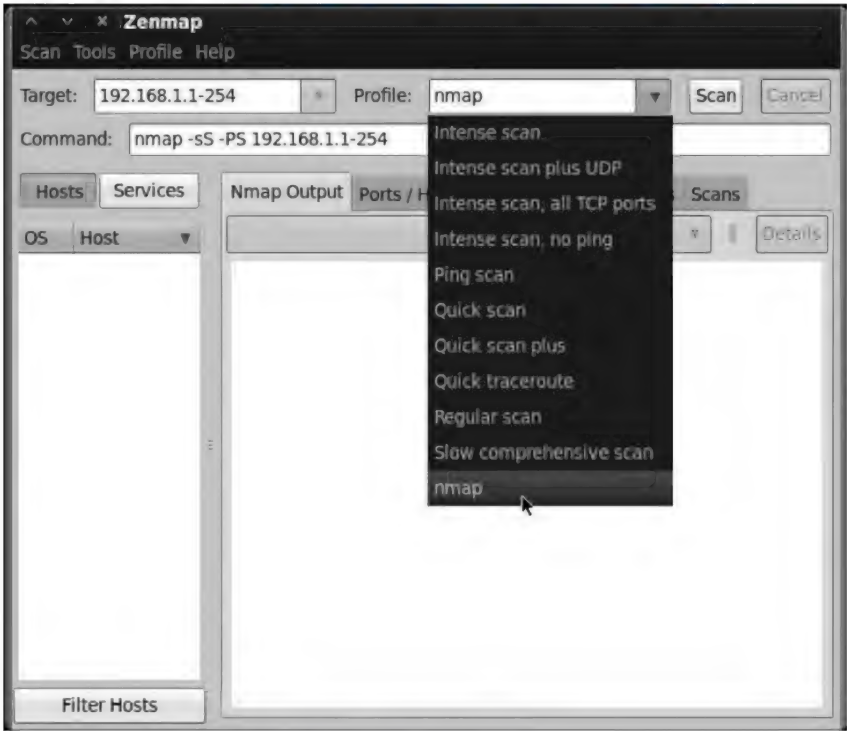 Zenmap
Scan Tools Profile Help
Target: 192.168.1.1-254 Profile: nmap Scan Cancel
Command: nmap -sS -PS 192.168.1.1-254
Hosts Services Nmap Output Ports / H Scans
OS Host Details
Intense scan
Intense scan plus UDP
Intense scan, all TCP ports
Intense scan, no ping
Ping scan
Quick scan
Quick scan plus
Quick traceroute
Regular scan
Slow comprehensive scan
nmap
Filter Hosts